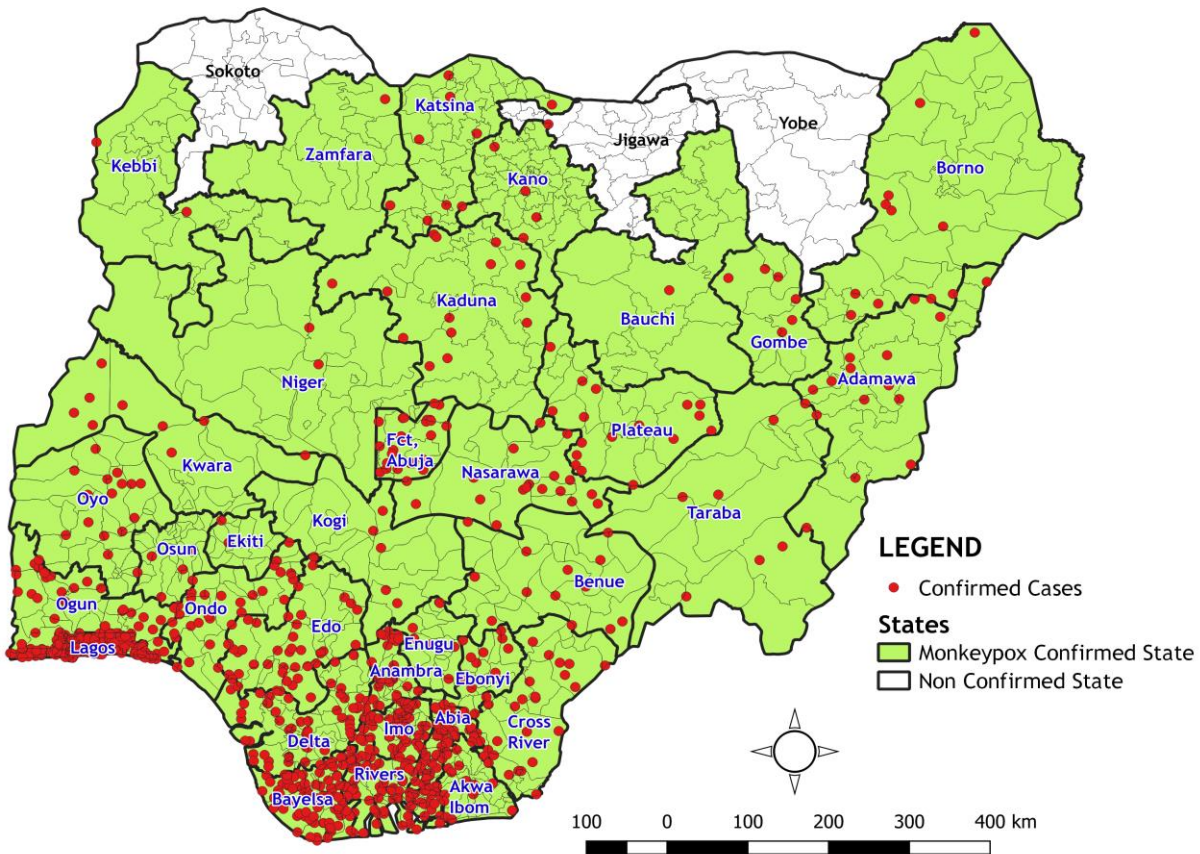 Sokoto
Katsina
Yobe
Jigawa
Kebbi
Zamfara
Kano
Borno
Kaduna
Bauchi
Gombe
Niger
Adamawa
Plateau
Fct,
Abuja
Nasarawa
Kwara
Oyo
Kogi
Taraba
Osun
Ekiti
Benue
Ogun
Ondo
Edo
Lagos
Enugu
Anambra
Ebonyi
Abia
Imo
Cross
River
Delta
Rivers
Akwa
Ibom
Bayelsa
LEGEND
Confirmed Cases
States
Monkeypox Confirmed State
Non Confirmed State
100 0 100 200 300 400 km